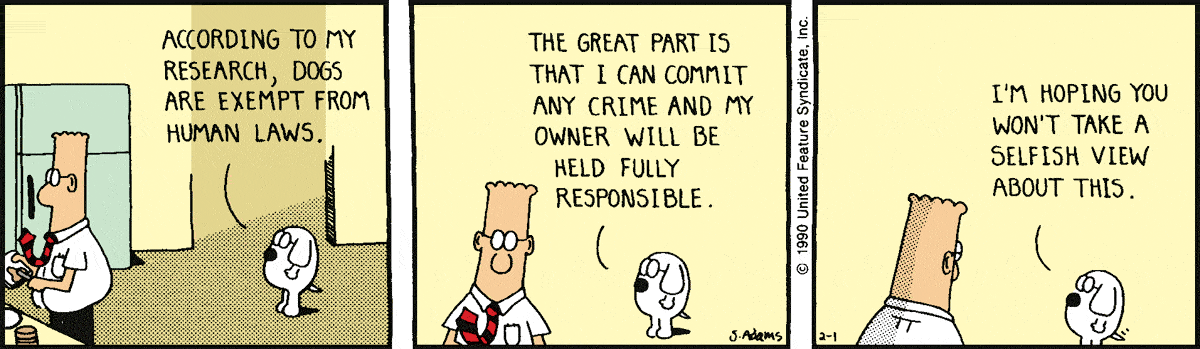 ACCORDING TO MY
RESEARCH, DOGS
ARE EXEMPT FROM
HUMAN LAWS.
THE GREAT PART IS
THAT I CAN COMMIT
ANY CRIME AND MY
OWNER WILL BE
HELD FULLY
RESPONSIBLE.
S. Adams
© 1990 United Feature Syndicate, Inc.
I'M HOPING YOU
WON'T TAKE A
SELFISH VIEW
ABOUT THIS.
2-1